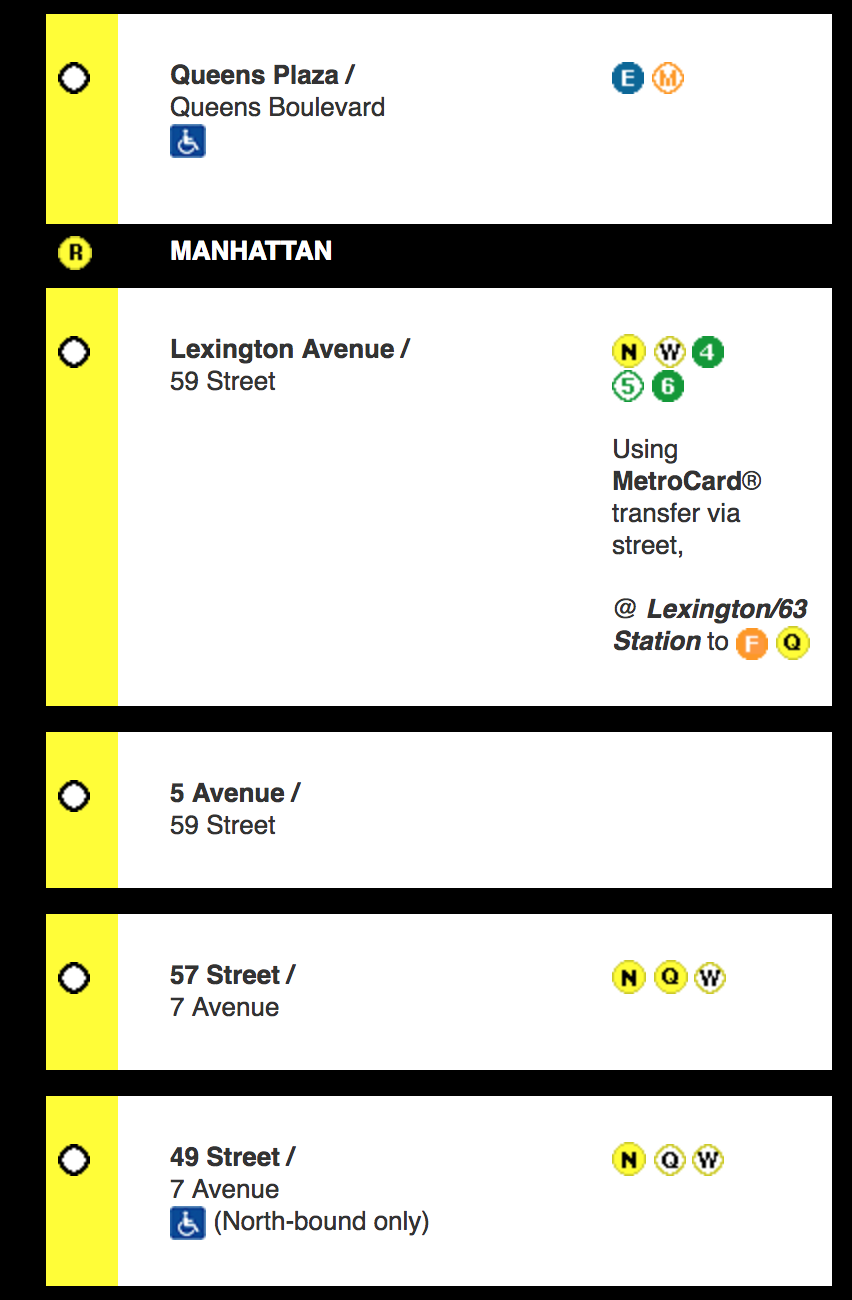 Queens Plaza / E M
Queens Boulevard
R MANHATTAN
Lexington Avenue / N W 4
59 Street 5 6
Using
MetroCard®
transfer via
street,
@ Lexington/63
Station to F Q
5 Avenue /
59 Street
57 Street / N Q W
7 Avenue
49 Street / N Q W
7 Avenue
(North-bound only)